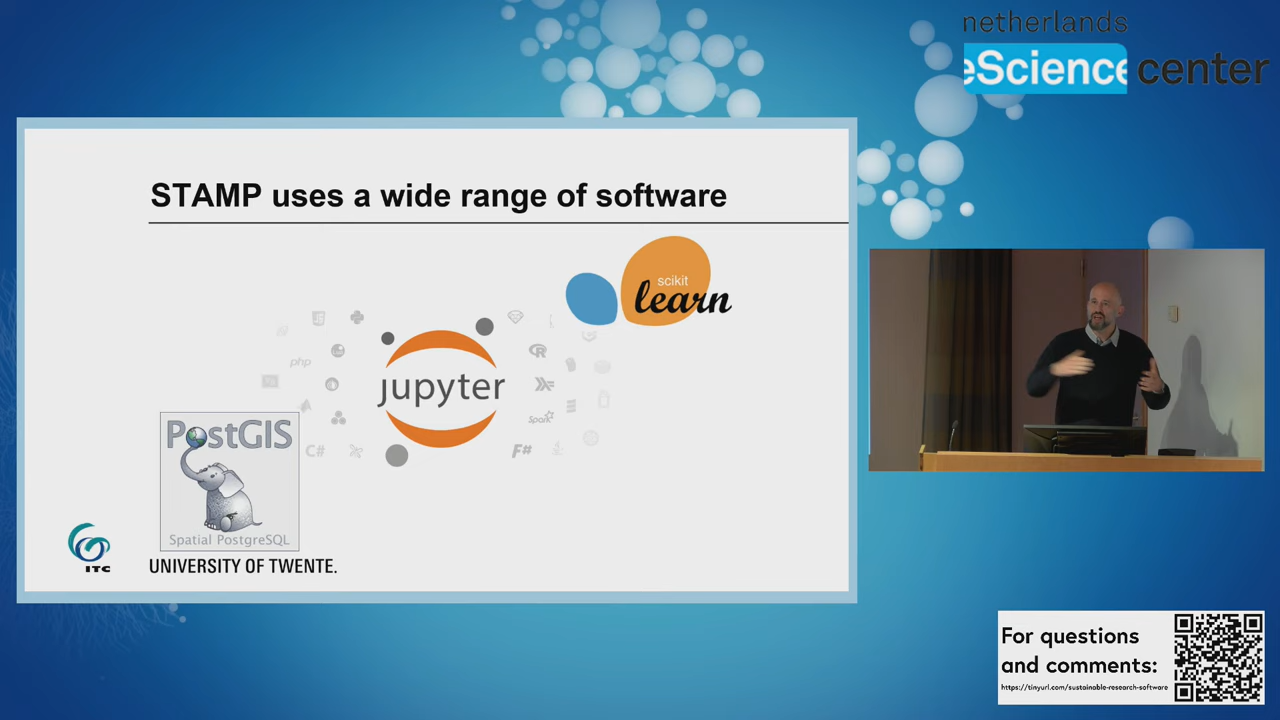 netherlands
eScience center
STAMP uses a wide range of software
scikit
learn
php
R
jupyter
Spark
PostGIS
C#
F#
Spatial PostgreSQL
ITC
UNIVERSITY OF TWENTE.
For questions
and comments:
https://tinyurl.com/sustainable-research-software